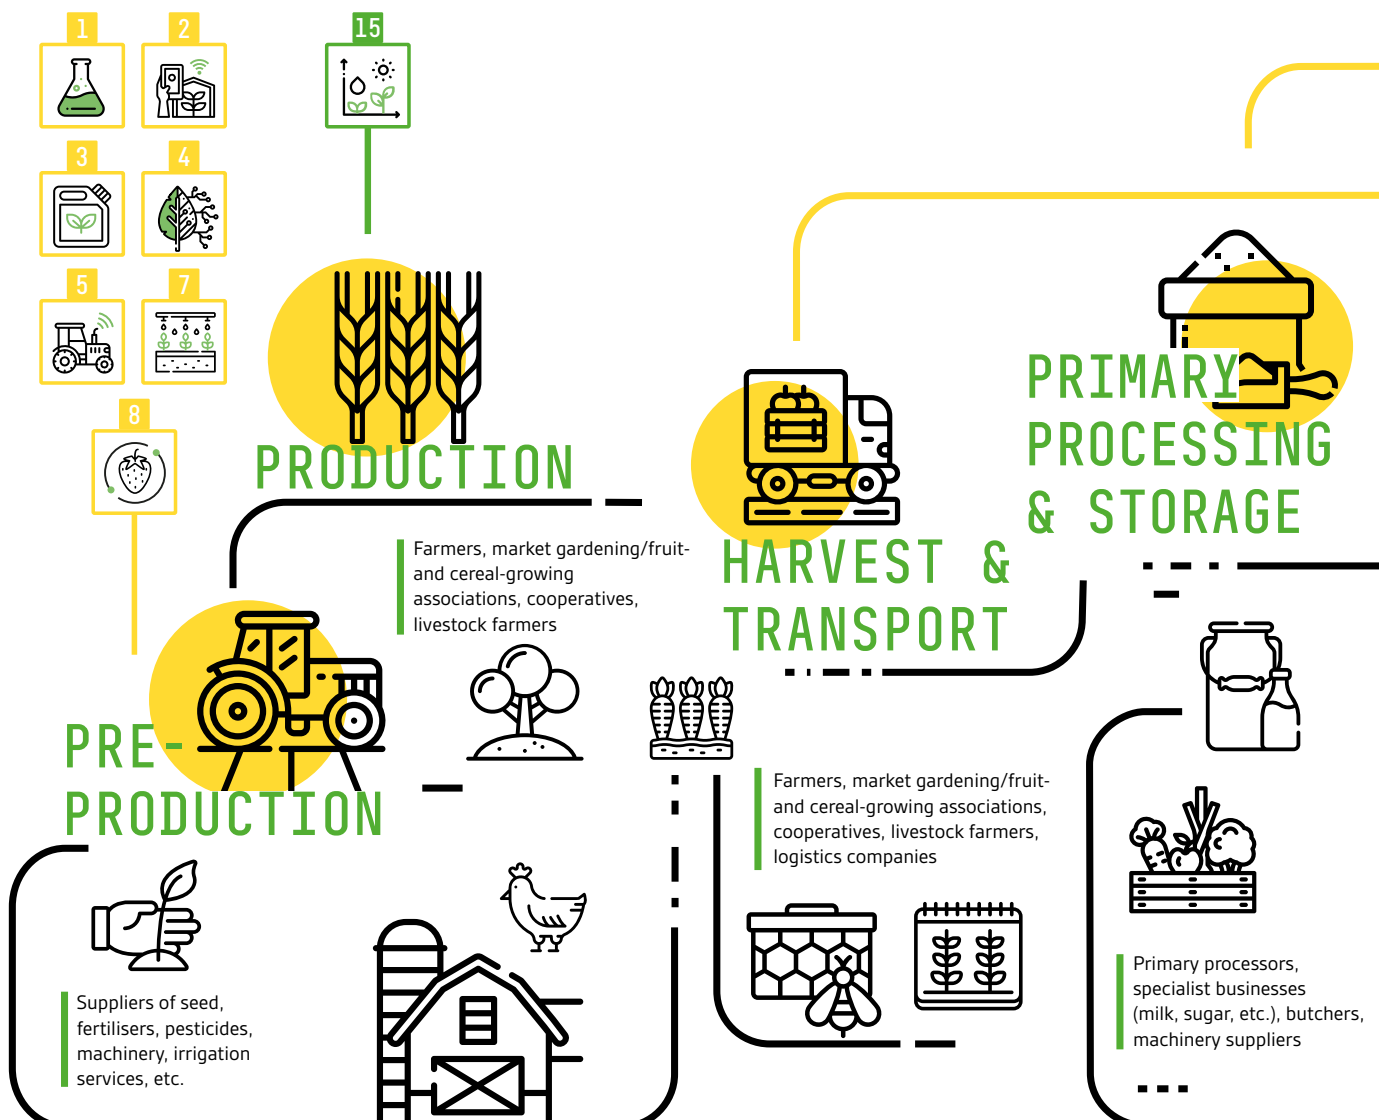 1
2
15
3
4
5
7
8
PRODUCTION
Farmers, market gardening/fruit-
and cereal-growing
associations, cooperatives,
livestock farmers
PRE-
PRODUCTION
Suppliers of seed,
fertilisers, pesticides,
machinery, irrigation
services, etc.
HARVEST &
TRANSPORT
Farmers, market gardening/fruit-
and cereal-growing associations,
cooperatives, livestock farmers,
logistics companies
PRIMARY
PROCESSING
& STORAGE
Primary processors,
specialist businesses
(milk, sugar, etc.), butchers,
machinery suppliers